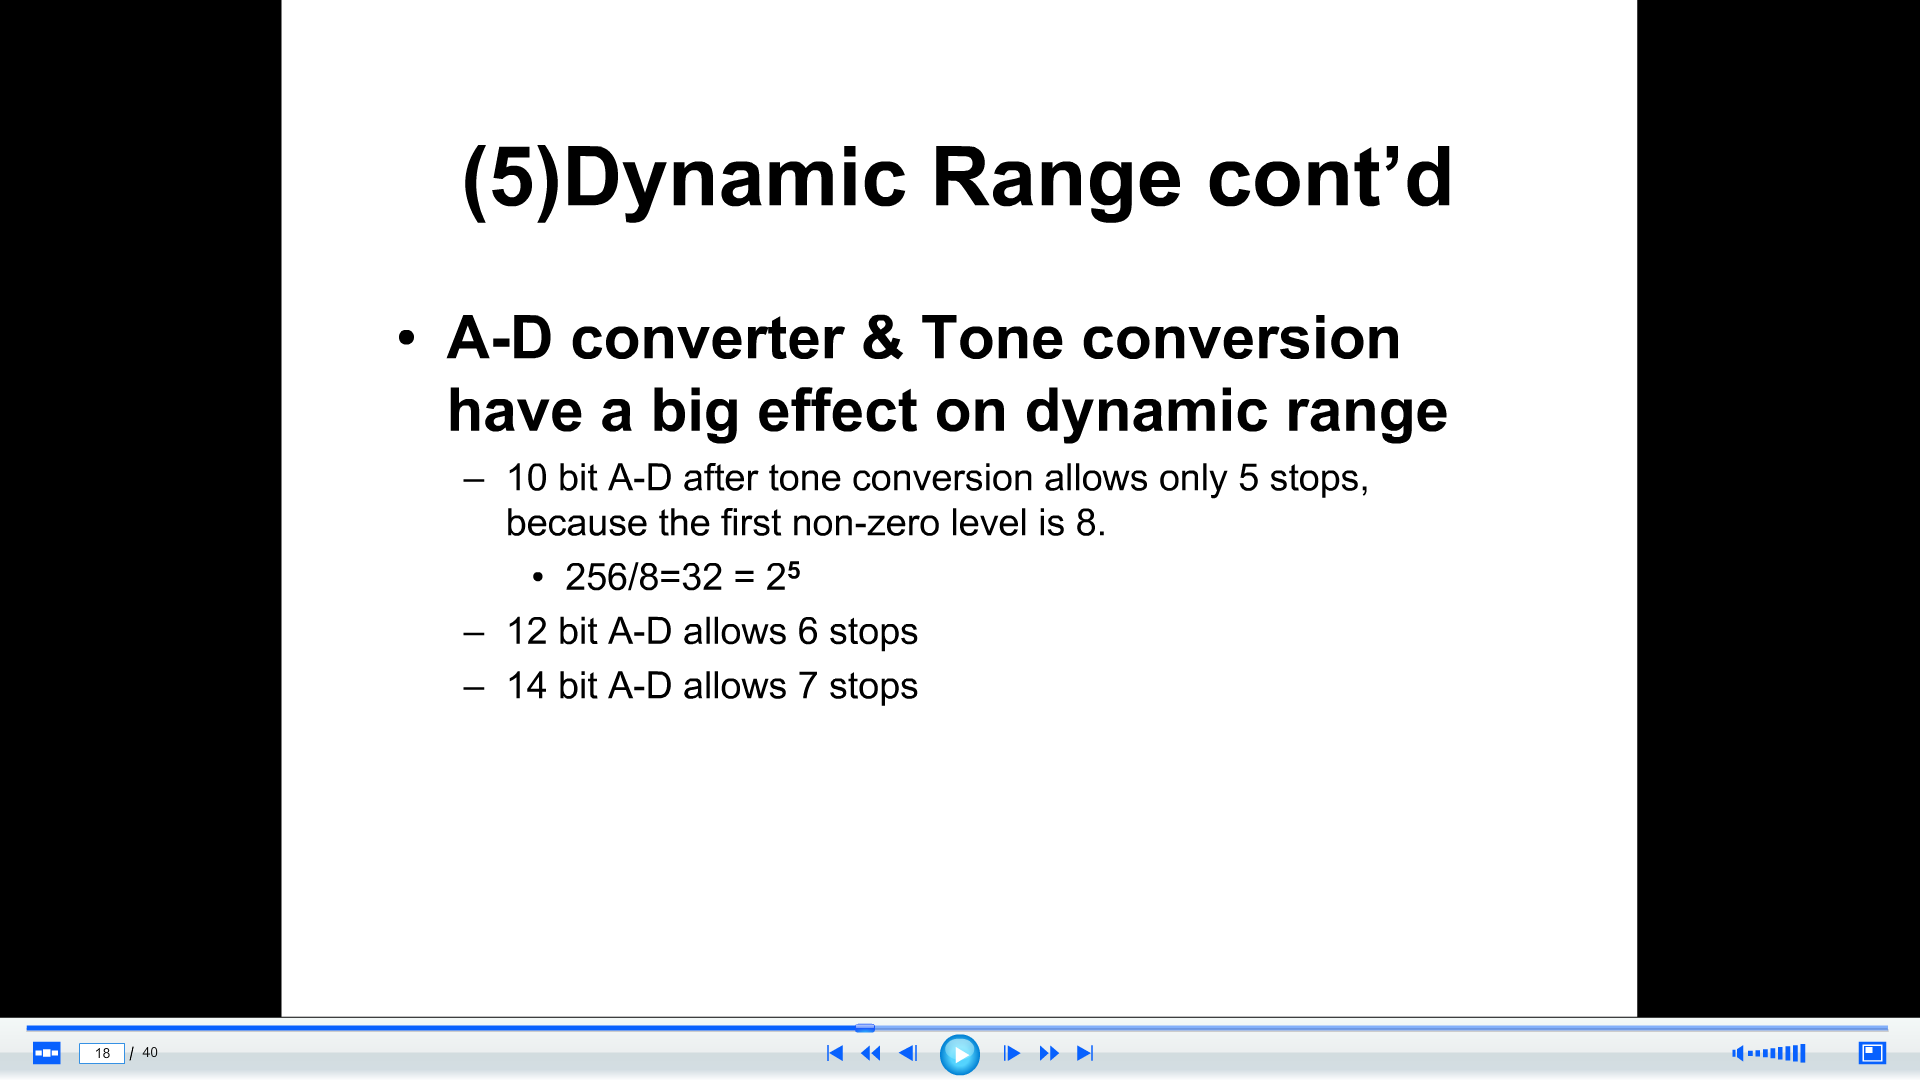 (5)Dynamic Range cont’d
• A-D converter & Tone conversion
have a big effect on dynamic range
– 10 bit A-D after tone conversion allows only 5 stops,
because the first non-zero level is 8.
• 256/8=32 = 2⁵
– 12 bit A-D allows 6 stops
– 14 bit A-D allows 7 stops
18 / 40